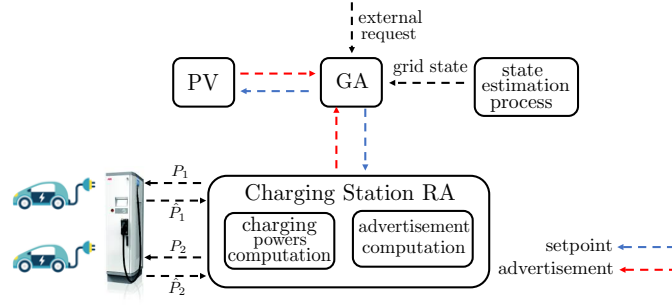 external
request
PV
GA
grid state
state
estimation
process
P₁
P̂₁
P₂
P̂₂
Charging Station RA
charging
powers
computation
advertisement
computation
setpoint
advertisement